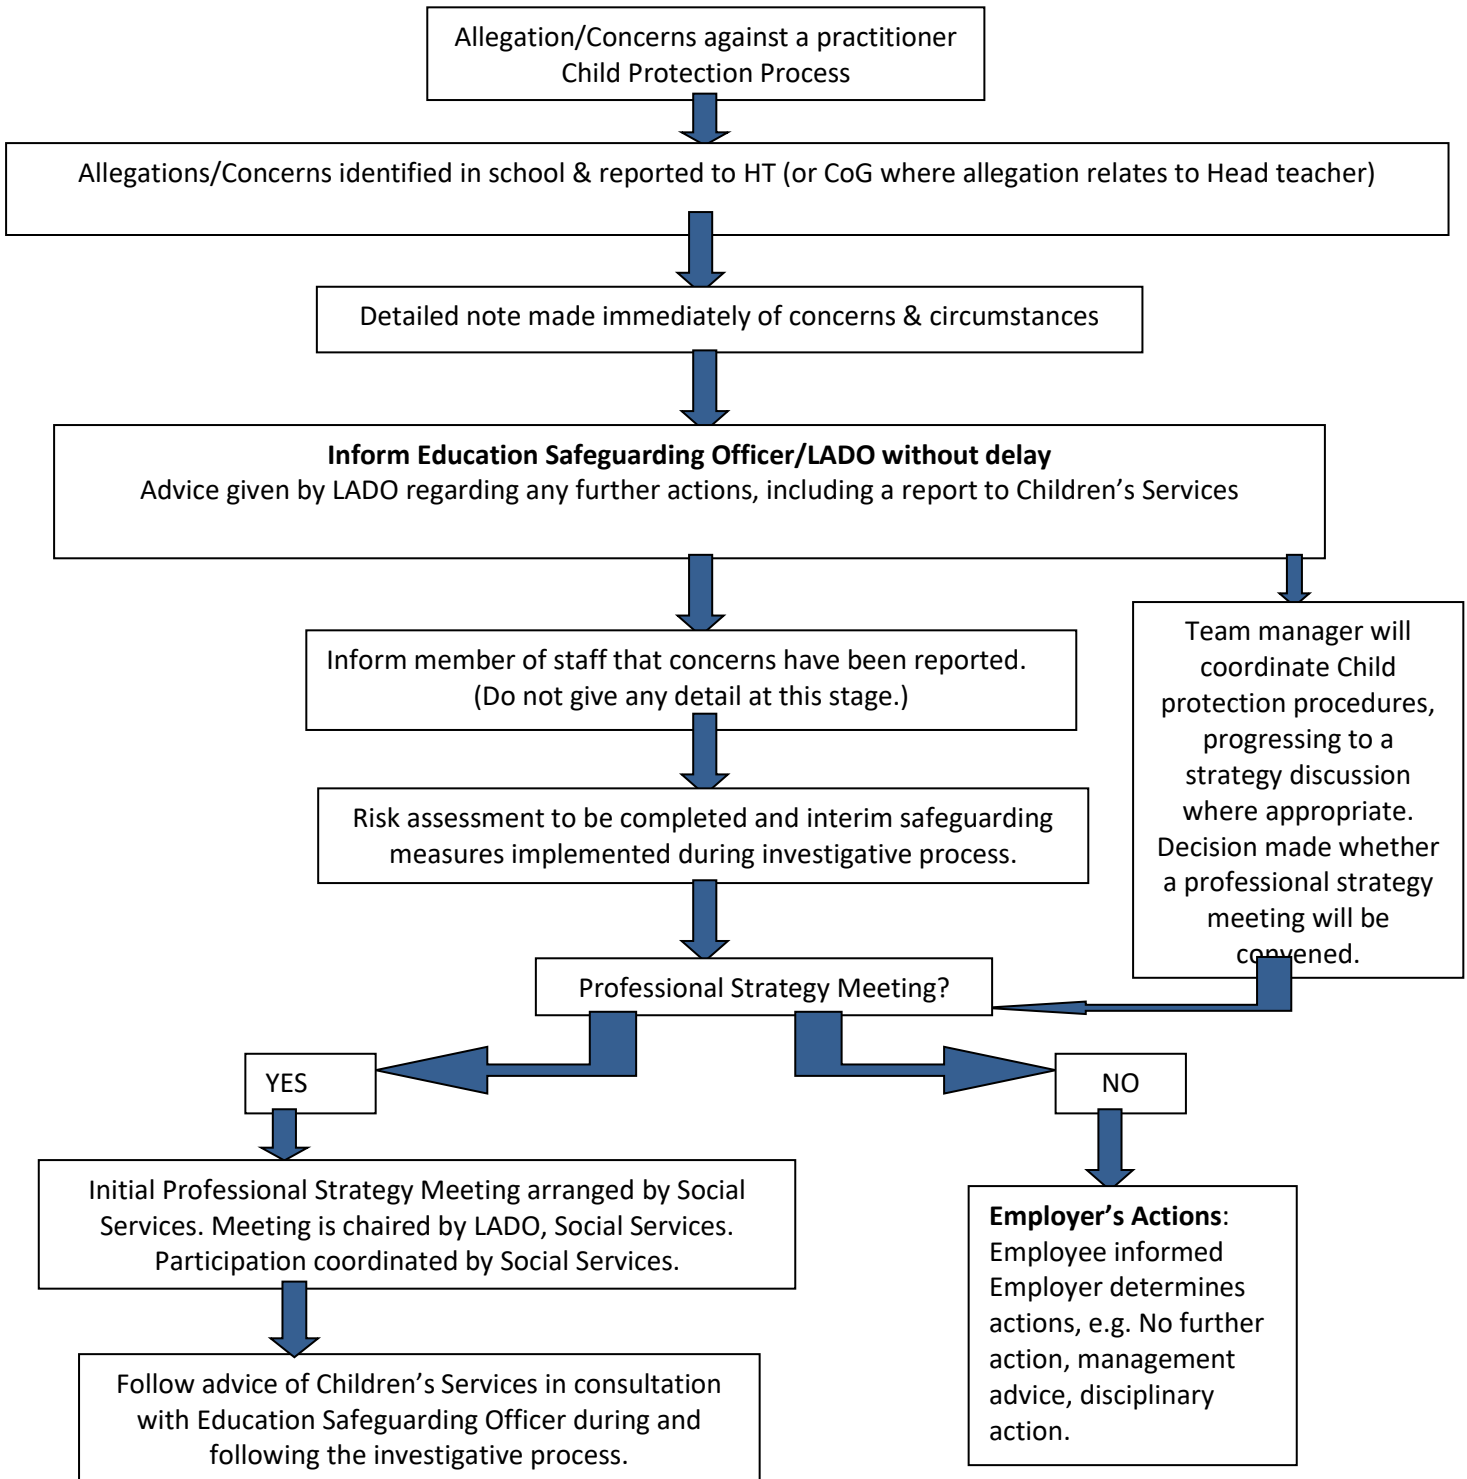 Allegation/Concerns against a practitioner
Child Protection Process
Allegations/Concerns identified in school & reported to HT (or CoG where allegation relates to Head teacher)
Detailed note made immediately of concerns & circumstances
Inform Education Safeguarding Officer/LADO without delay
Advice given by LADO regarding any further actions, including a report to Children’s Services
Inform member of staff that concerns have been reported.
(Do not give any detail at this stage.)
Risk assessment to be completed and interim safeguarding
measures implemented during investigative process.
Team manager will
coordinate Child
protection procedures,
progressing to a
strategy discussion
where appropriate.
Decision made whether
a professional strategy
meeting will be
convened.
Professional Strategy Meeting?
YES
NO
Initial Professional Strategy Meeting arranged by Social
Services. Meeting is chaired by LADO, Social Services.
Participation coordinated by Social Services.
Follow advice of Children’s Services in consultation
with Education Safeguarding Officer during and
following the investigative process.
Employer’s Actions:
Employee informed
Employer determines
actions, e.g. No further
action, management
advice, disciplinary
action.